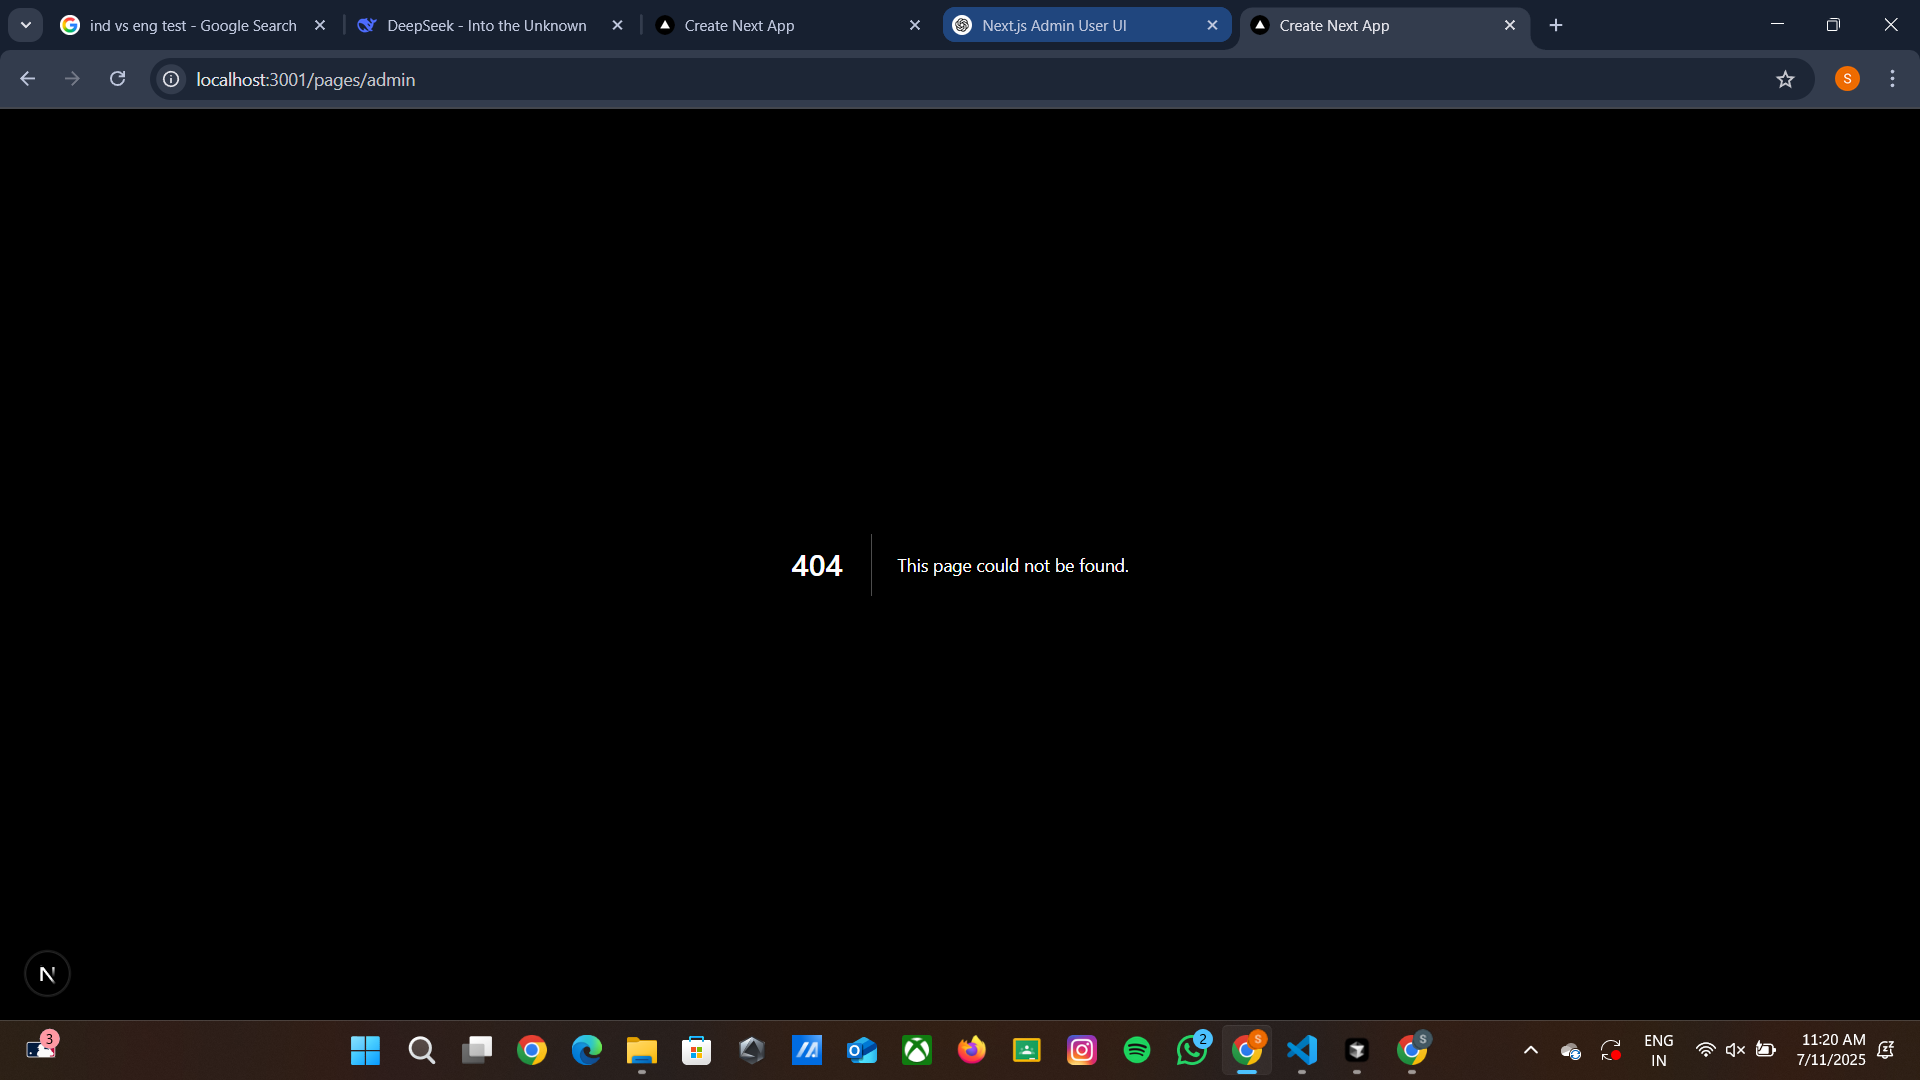 ind vs eng test - Google Search
DeepSeek - Into the Unknown
Create Next App
Next.js Admin User UI
Create Next App
localhost:3001/pages/admin
S
404
This page could not be found.
N
3
2
S
S
ENG
IN
11:20 AM
7/11/2025